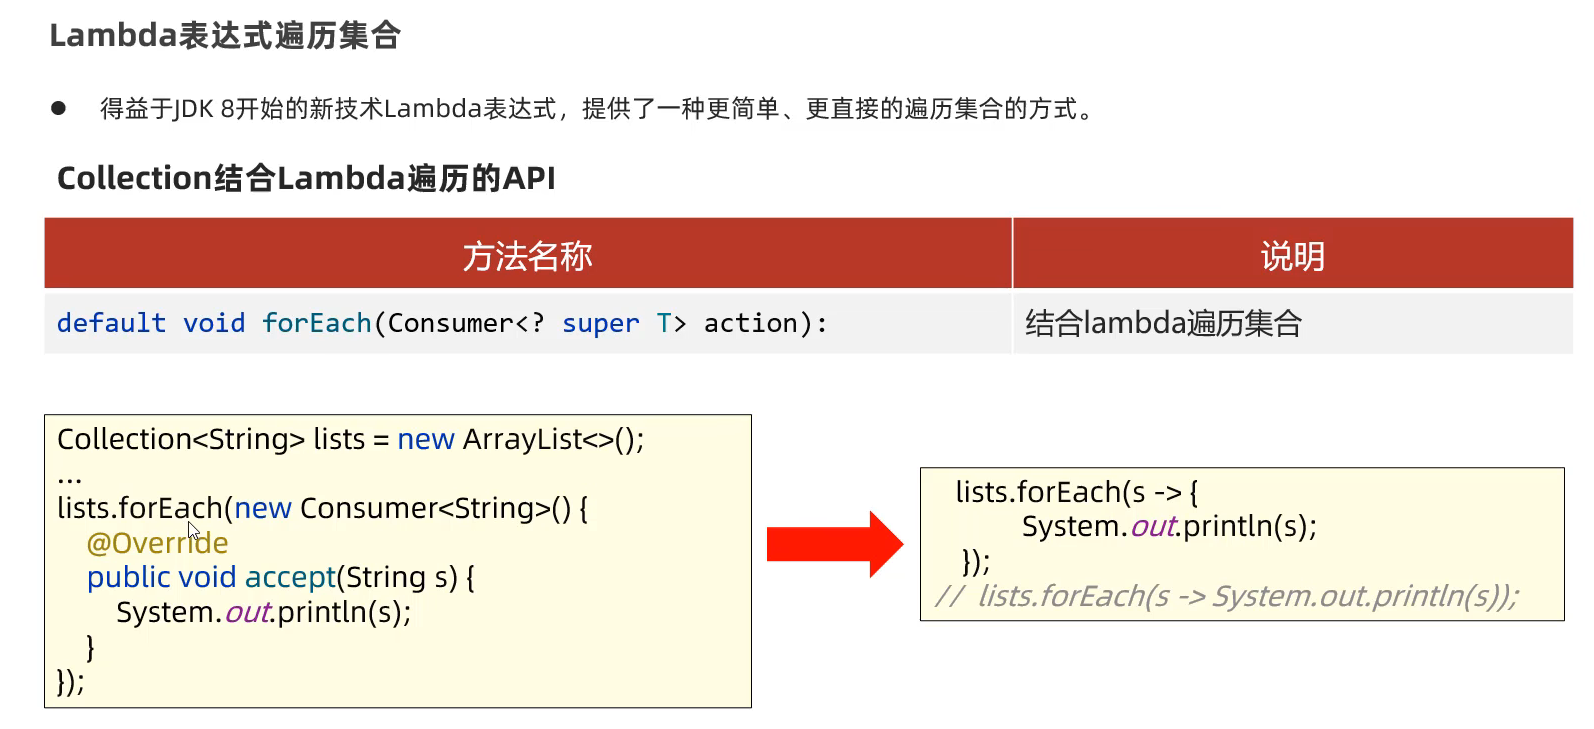 Lambda表达式遍历集合
● 得益于JDK 8开始的新技术Lambda表达式，提供了一种更简单、更直接的遍历集合的方式。
Collection结合Lambda遍历的API
方法名称 说明
default void forEach(Consumer<? super T> action): 结合lambda遍历集合
Collection<String> lists = new ArrayList<>();
...
lists.forEach(new Consumer<String>() {
@Override
public void accept(String s) {
System.out.println(s);
}
});
lists.forEach(s -> {
System.out.println(s);
});
// lists.forEach(s -> System.out.println(s));